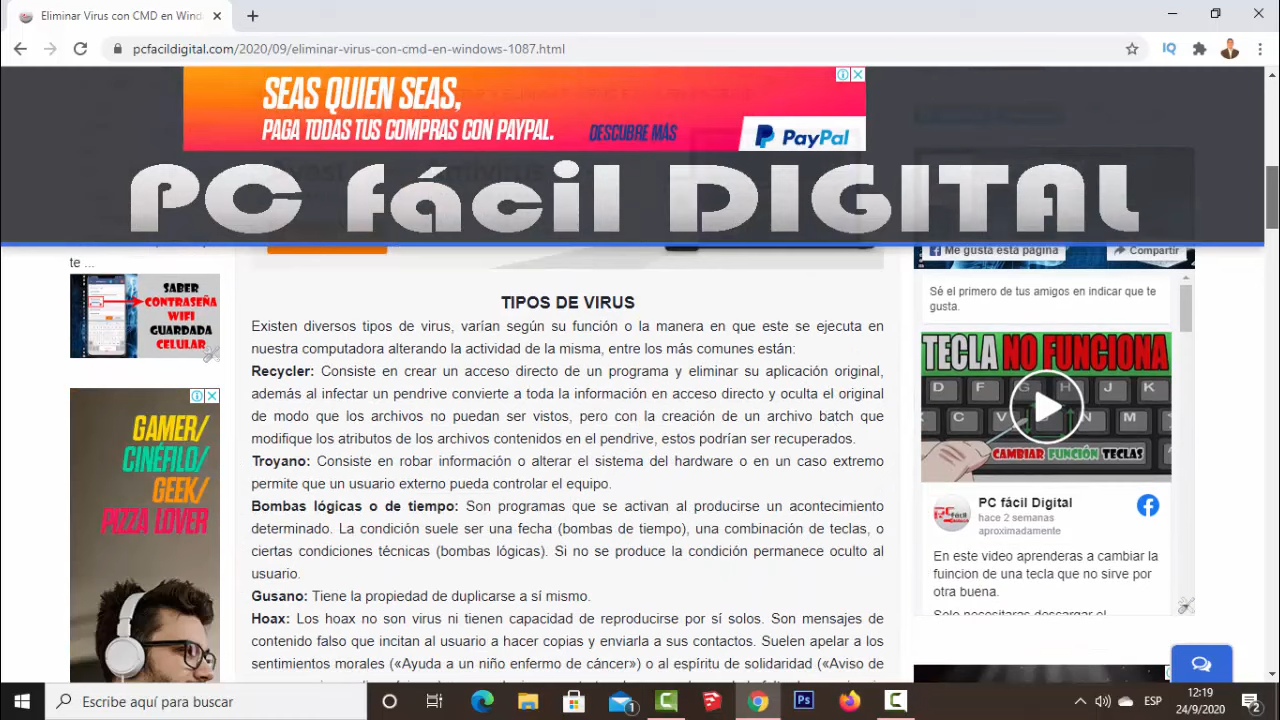 Eliminar Virus con CMD en Wind
pcfacildigital.com/2020/09/eliminar-virus-con-cmd-en-windows-1087.html
IQ
SEAS QUIEN SEAS,
PAGA TODAS TUS COMPRAS CON PAYPAL.
DESCUBRE MÁS
PayPal
PC fácil DIGITAL
te ...
SABER
CONTRASEÑA
WIFI
GUARDADA
CELULAR
GAMER/
CINÉFILO/
GEEK/
PIZZA LOVER
TIPOS DE VIRUS
Existen diversos tipos de virus, varían según su función o la manera en que este se ejecuta en
nuestra computadora alterando la actividad de la misma, entre los más comunes están:
Recycler: Consiste en crear un acceso directo de un programa y eliminar su aplicación original,
además al infectar un pendrive convierte a toda la información en acceso directo y oculta el original
de modo que los archivos no puedan ser vistos, pero con la creación de un archivo batch que
modifique los atributos de los archivos contenidos en el pendrive, estos podrían ser recuperados.
Troyano: Consiste en robar información o alterar el sistema del hardware o en un caso extremo
permite que un usuario externo pueda controlar el equipo.
Bombas lógicas o de tiempo: Son programas que se activan al producirse un acontecimiento
determinado. La condición suele ser una fecha (bombas de tiempo), una combinación de teclas, o
ciertas condiciones técnicas (bombas lógicas). Si no se produce la condición permanece oculto al
usuario.
Gusano: Tiene la propiedad de duplicarse a sí mismo.
Hoax: Los hoax no son virus ni tienen capacidad de reproducirse por sí solos. Son mensajes de
contenido falso que incitan al usuario a hacer copias y enviarla a sus contactos. Suelen apelar a los
sentimientos morales («Ayuda a un niño enfermo de cáncer») o al espíritu de solidaridad («Aviso de
Me gusta esta página
Compartir
Sé el primero de tus amigos en indicar que te
gusta.
TECLA NO FUNCIONA
D F G H J K
C V N M
CAMBIAR FUNCIÓN TECLAS
PC fácil Digital
hace 2 semanas
aproximadamente
En este video aprenderas a cambiar la
fuincion de una tecla que no sirve por
otra buena.
Solo necesitaras descargar el
Escribe aquí para buscar
1
Ps
ESP
12:19
24/9/2020
2